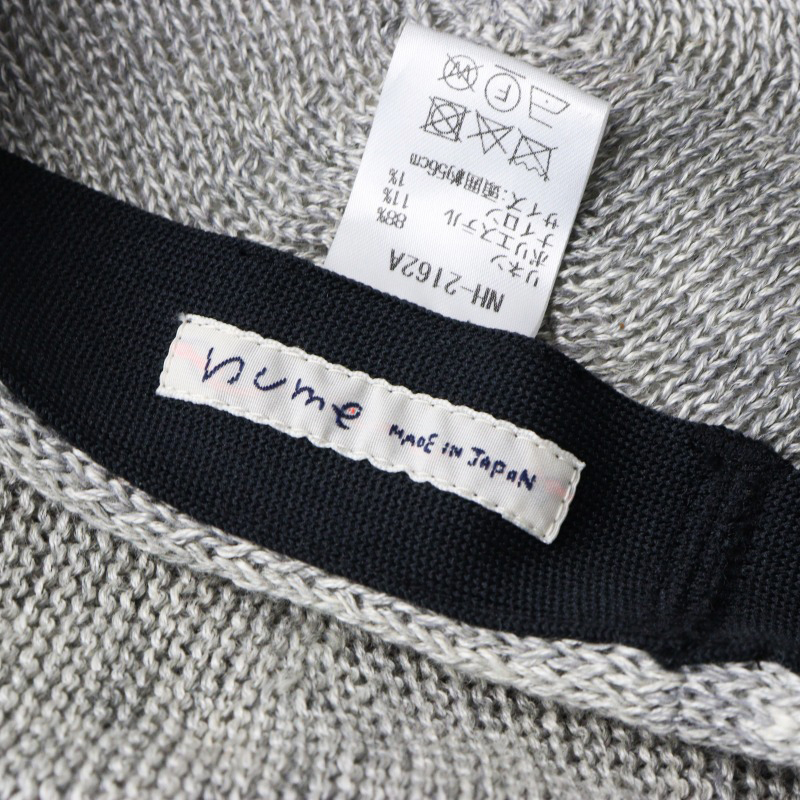 NH-2162A
リネン 88%
ポリエステル 11%
ナイロン 1%
サイズ:頭囲約56cm
F W
nume MADE IN JAPAN